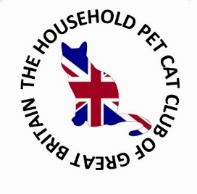 THE HOUSEHOLD PET CAT CLUB OF GREAT BRITAIN